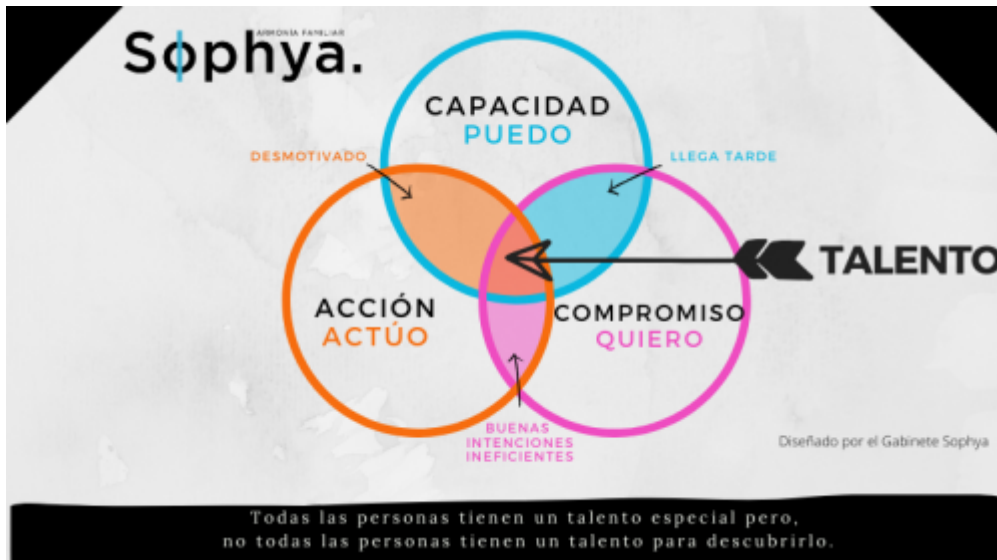 ARMONÍA FAMILIAR
Sophya.
CAPACIDAD
PUEDO
DESMOTIVADO
LLEGA TARDE
TALENTO
ACCIÓN
ACTÚO
COMPROMISO
QUIERO
BUENAS
INTENCIONES
INEFICIENTES
Diseñado por el Gabinete Sophya
Todas las personas tienen un talento especial pero,
no todas las personas tienen un talento para descubrirlo.